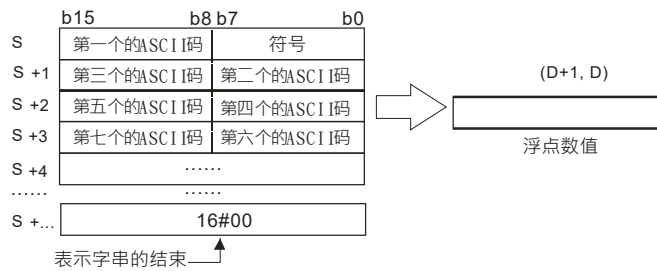 b15 b8 b7 b0
S 第一个的ASCII码 符号
S +1 第三个的ASCII码 第二个的ASCII码
(D+1, D)
S +2 第五个的ASCII码 第四个的ASCII码
S +3 第七个的ASCII码 第六个的ASCII码
浮点数值
S +4 ……
…… ……
S +... 16#00
表示字串的结束